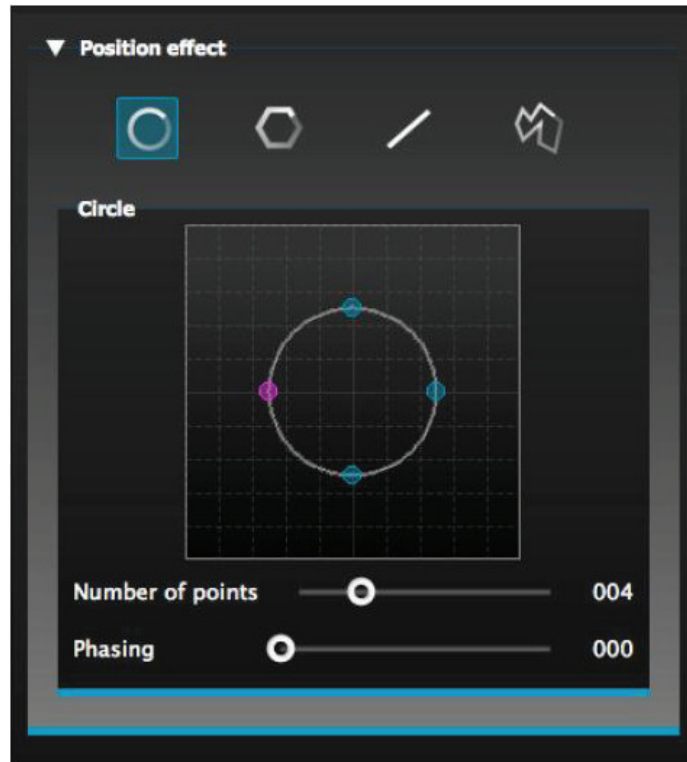 Position effect
Circle
Number of points 004
Phasing 000